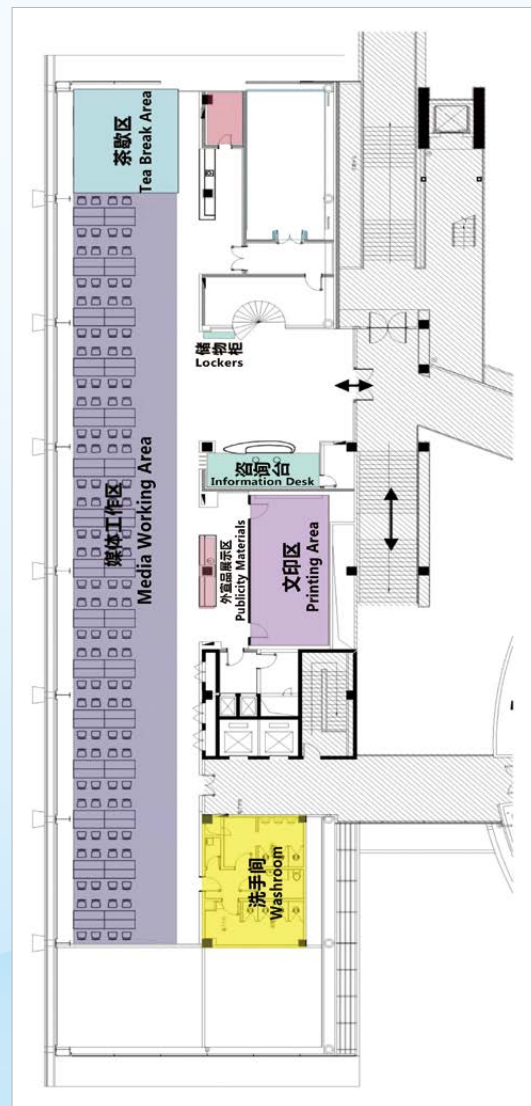 茶歇区
Tea Break Area
储物柜
Lockers
咨询台
Information Desk
媒体工作区
Media Working Area
外宣品展示区
Publicity Materials
文印区
Printing Area
洗手间
Washroom